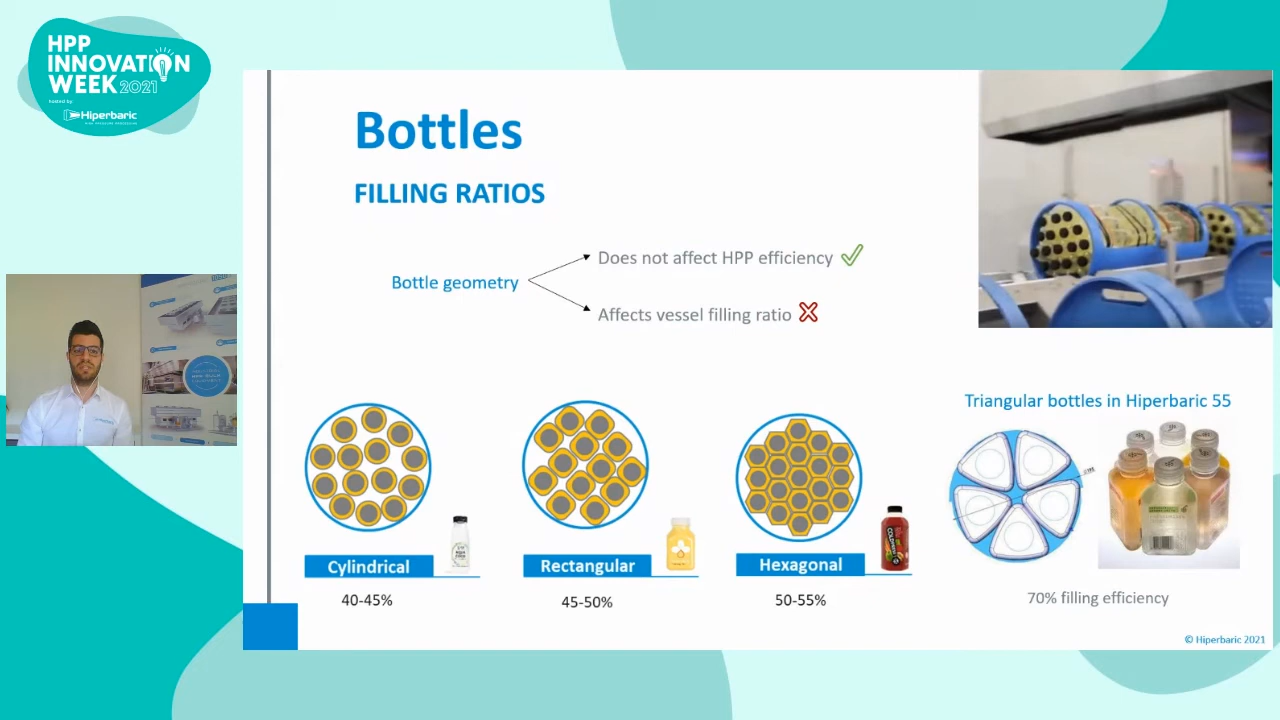 HPP
INNOVATION
WEEK 2021
hosted by
Hiperbaric
Bottles
FILLING RATIOS
Bottle geometry
Does not affect HPP efficiency
Affects vessel filling ratio
Triangular bottles in Hiperbaric 55
Cylindrical
Rectangular
Hexagonal
40-45%
45-50%
50-55%
70% filling efficiency
© Hiperbaric 2021